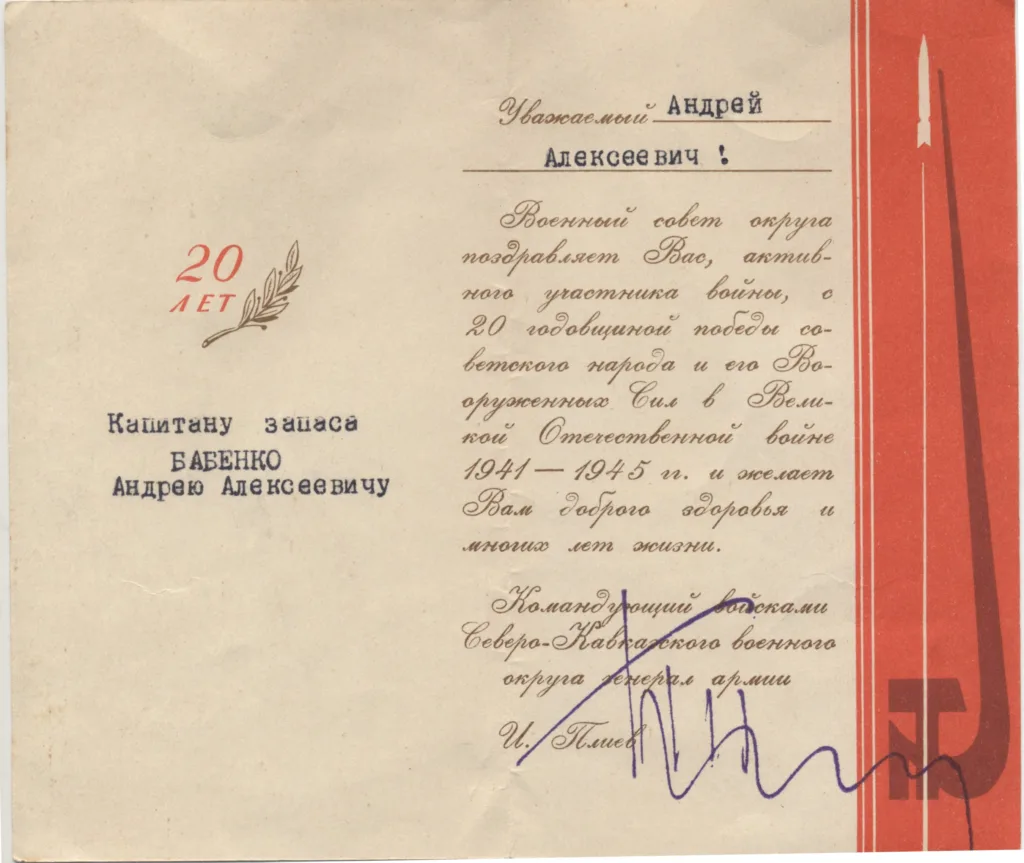 20
ЛЕТ
Капитану запаса
БАБЕНКО
Андрею Алексеевичу
Уважаемый Андрей
Алексеевич !
Военный совет округа
поздравляет Вас, актив-
ного участника войны, с
20 годовщиной победы со-
ветского народа и его Во-
оруженных Сил в Вели-
кой Отечественной войне
1941 — 1945 гг. и желает
Вам доброго здоровья и
многих лет жизни.
Командующий войсками
Северо-Кавказского военного
округа генерал армии
И. Плиев